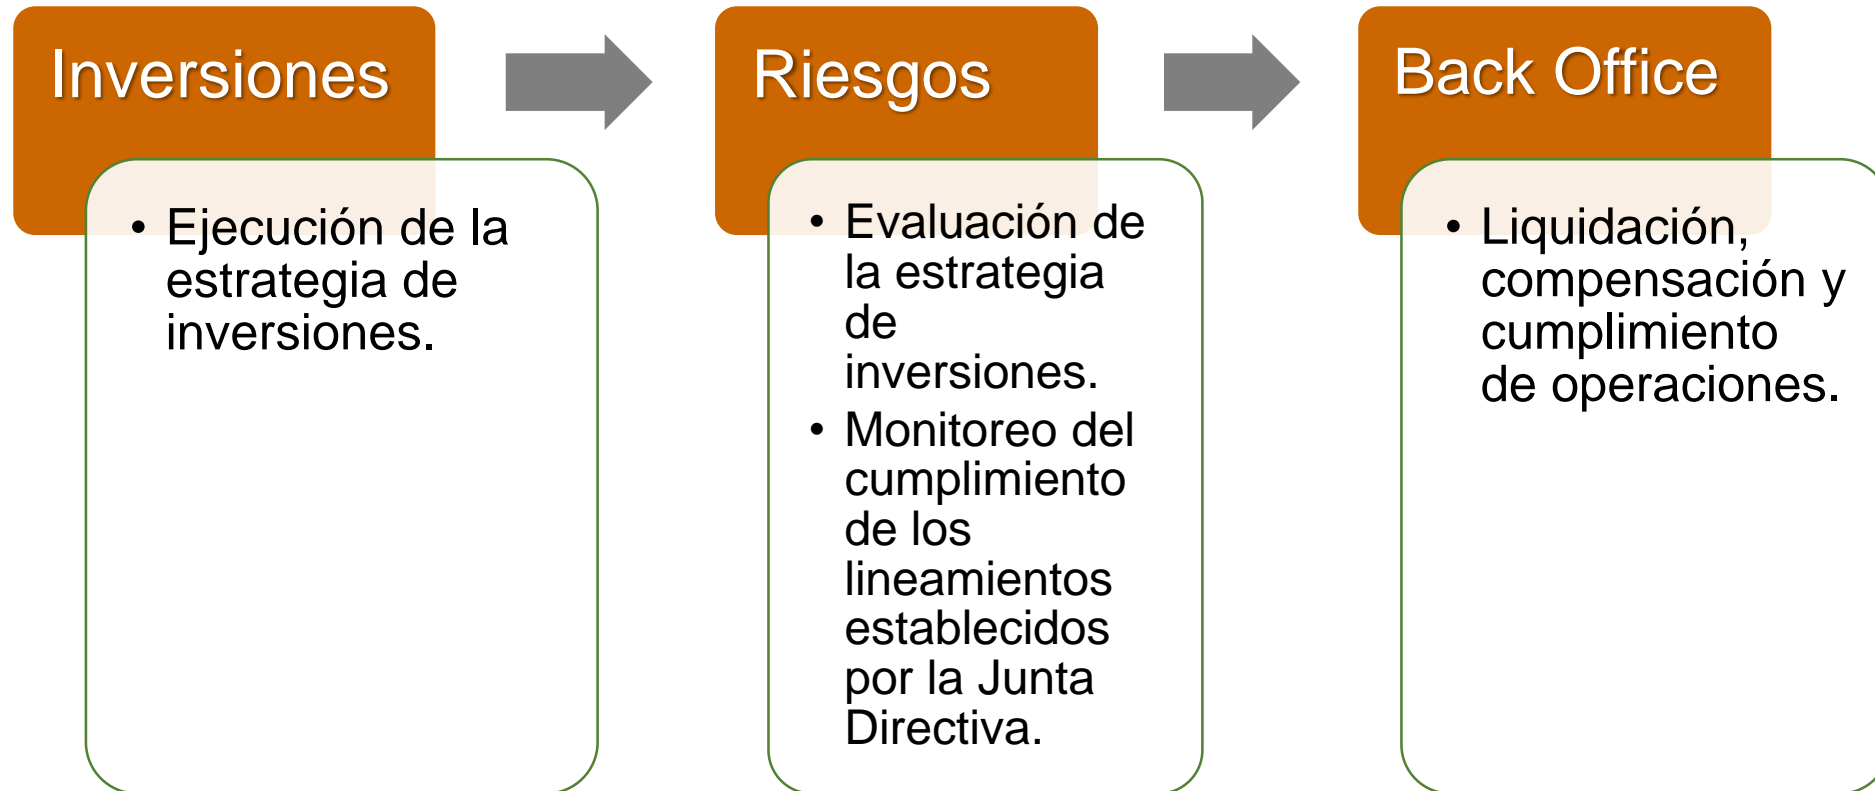 Inversiones
• Ejecución de la
estrategia de
inversiones.
Riesgos
• Evaluación de
la estrategia
de
inversiones.
• Monitoreo del
cumplimiento
de los
lineamientos
establecidos
por la Junta
Directiva.
Back Office
• Liquidación,
compensación y
cumplimiento
de operaciones.